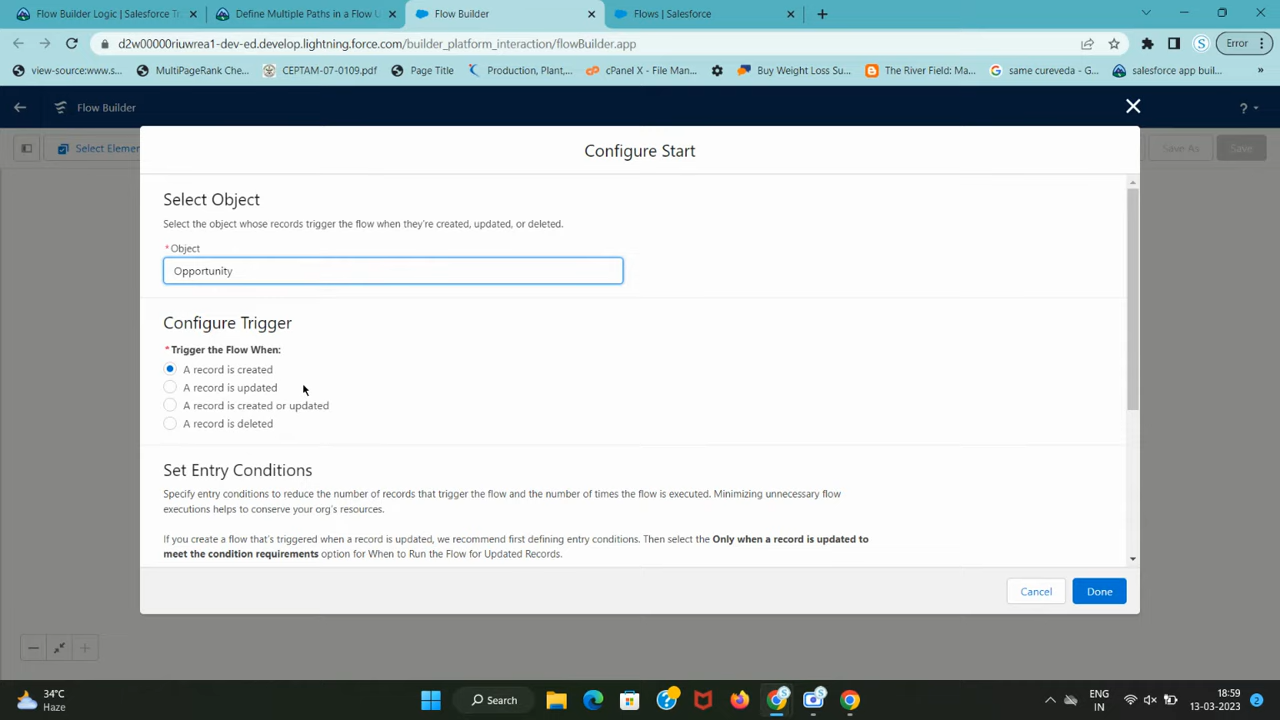 Flow Builder Logic | Salesforce Tr
Define Multiple Paths in a Flow U
Flow Builder
Flows | Salesforce
d2w00000riuwrea1-dev-ed.develop.lightning.force.com/builder_platform_interaction/flowBuilder.app
Error
view-source:www.s...
MultiPageRank Che...
CEPTAM-07-0109.pdf
Page Title
Production, Plant,...
cPanel X - File Man...
Buy Weight Loss Su...
The River Field: Ma...
same cureveda - G...
salesforce app buil...
»
Flow Builder
?
Select Elemen
Save As
Save
Configure Start
Select Object
Select the object whose records trigger the flow when they're created, updated, or deleted.
*Object
Opportunity
Configure Trigger
*Trigger the Flow When:
A record is created
A record is updated
A record is created or updated
A record is deleted
Set Entry Conditions
Specify entry conditions to reduce the number of records that trigger the flow and the number of times the flow is executed. Minimizing unnecessary flow
executions helps to conserve your org's resources.
If you create a flow that's triggered when a record is updated, we recommend first defining entry conditions. Then select the Only when a record is updated to
meet the condition requirements option for When to Run the Flow for Updated Records.
Cancel
Done
34°C
Haze
Search
ENG
IN
18:59
13-03-2023
2